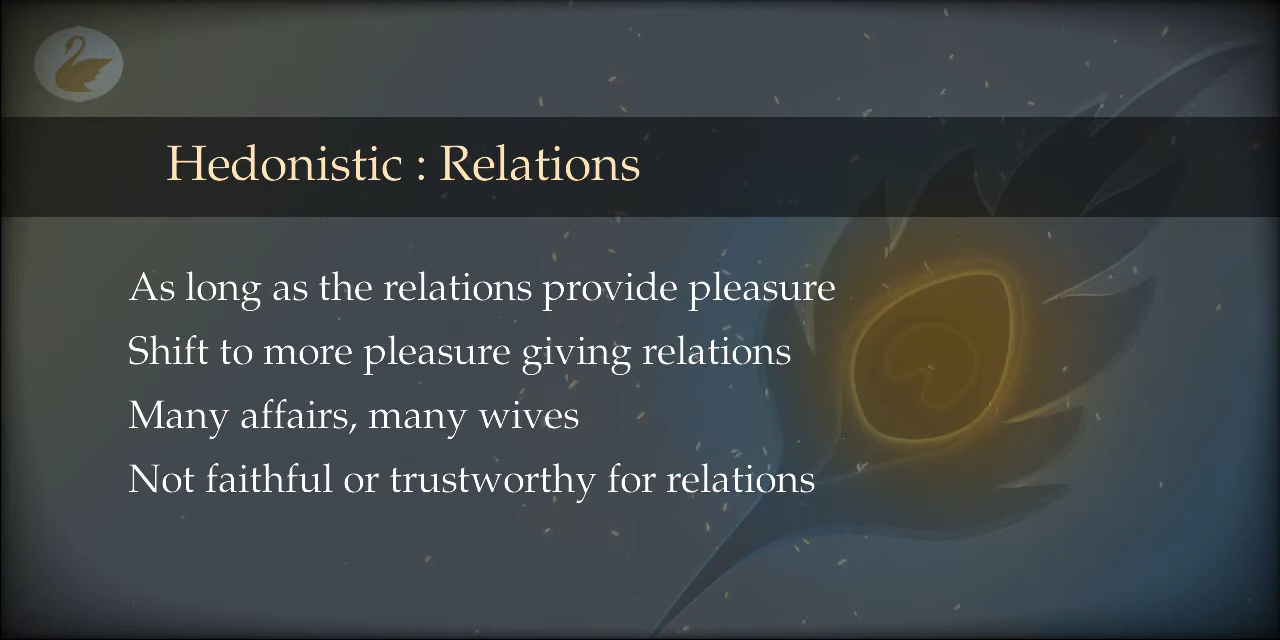 Hedonistic : Relations
As long as the relations provide pleasure
Shift to more pleasure giving relations
Many affairs, many wives
Not faithful or trustworthy for relations